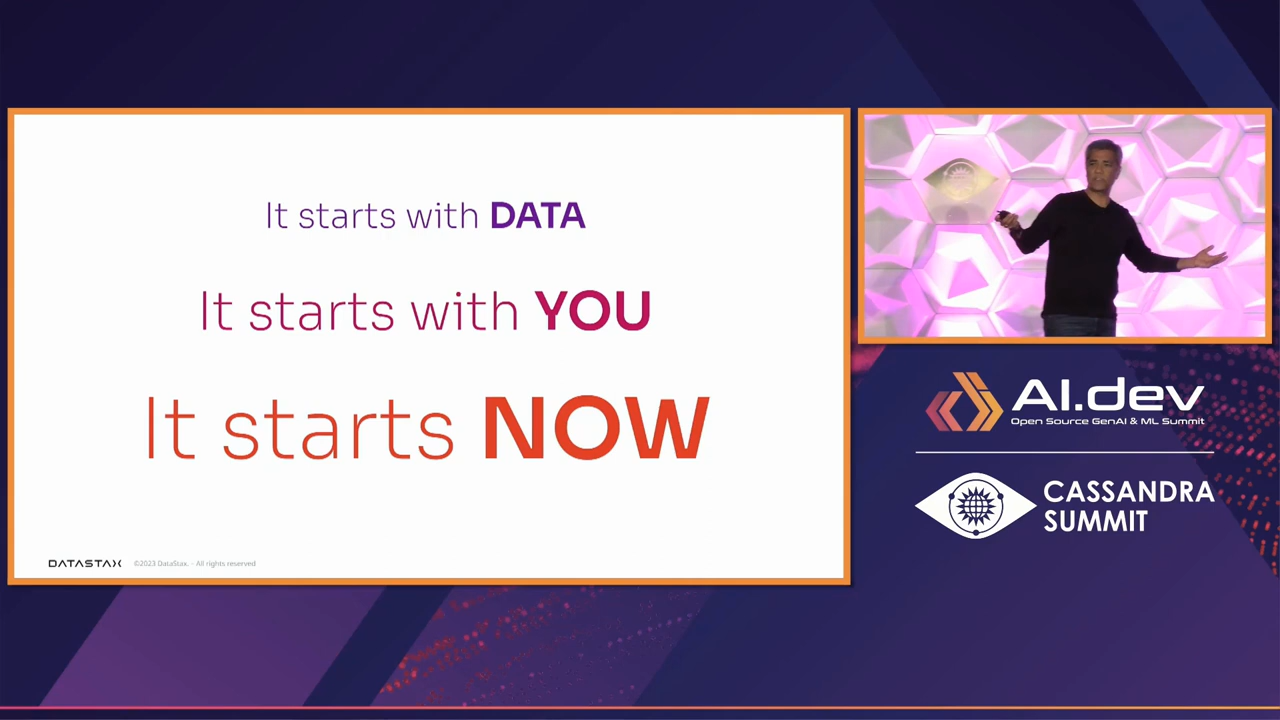 It starts with DATA
It starts with YOU
It starts NOW
DATASTAX ©2023 DataStax. – All rights reserved
AI.dev
Open Source GenAI & ML Summit
CASSANDRA
SUMMIT